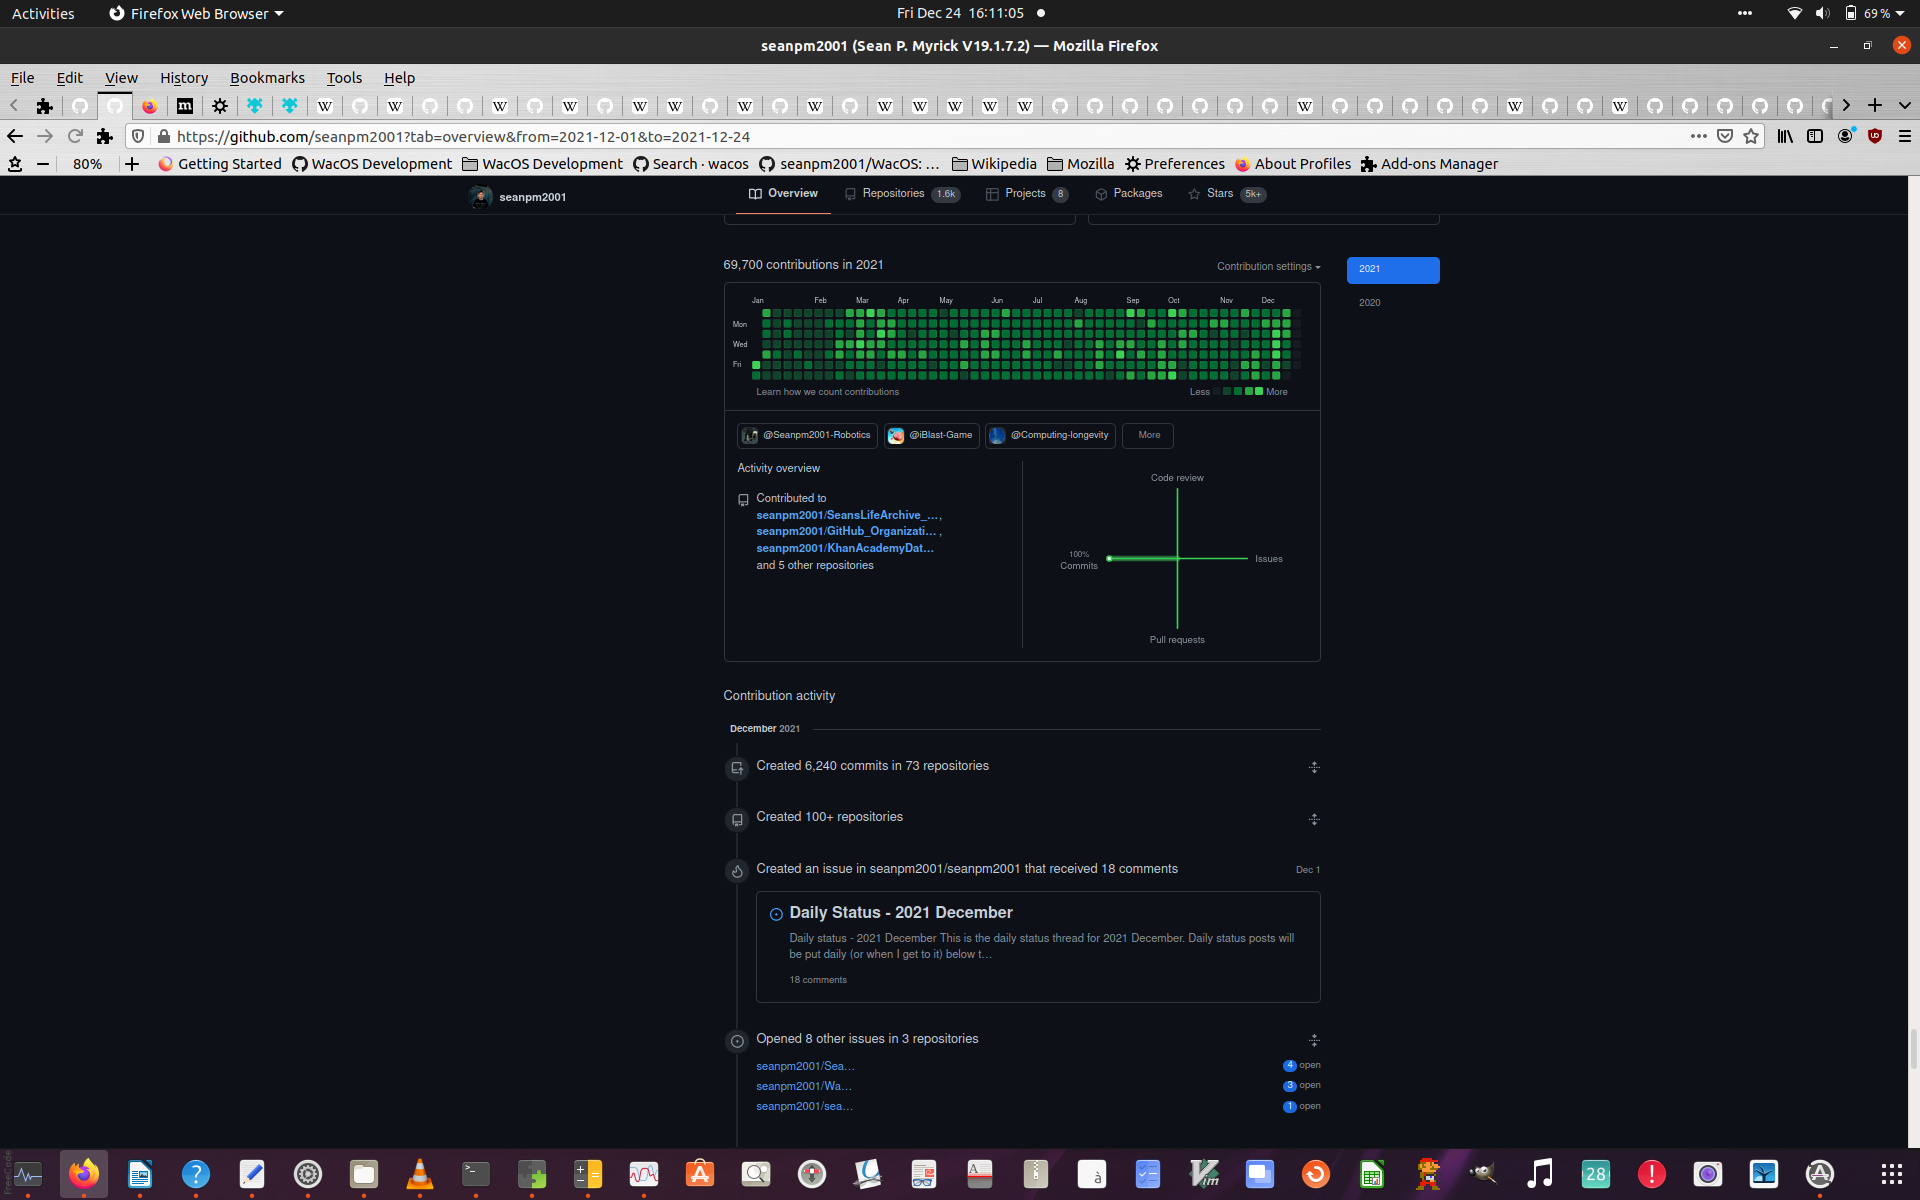 Activities
Firefox Web Browser
Fri Dec 24 16:11:05
69 %
seanpm2001 (Sean P. Myrick V19.1.7.2) — Mozilla Firefox
File Edit View History Bookmarks Tools Help
https://github.com/seanpm2001?tab=overview&from=2021-12-01&to=2021-12-24
80%
Getting Started
WacOS Development
WacOS Development
Search · wacos
seanpm2001/WacOS: ...
Wikipedia
Mozilla
Preferences
About Profiles
Add-ons Manager
seanpm2001
Overview
Repositories 1.6k
Projects 8
Packages
Stars 5k+
69,700 contributions in 2021
Contribution settings
2021
2020
Jan Feb Mar Apr May Jun Jul Aug Sep Oct Nov Dec
Mon
Wed
Fri
Learn how we count contributions
Less More
@Seanpm2001-Robotics
@iBlast-Game
@Computing-longevity
More
Activity overview
Contributed to
seanpm2001/SeansLifeArchive_...,
seanpm2001/GitHub_Organizati... ,
seanpm2001/KhanAcademyDat...
and 5 other repositories
Code review
100%
Commits
Issues
Pull requests
Contribution activity
December 2021
Created 6,240 commits in 73 repositories
Created 100+ repositories
Created an issue in seanpm2001/seanpm2001 that received 18 comments
Dec 1
Daily Status - 2021 December
Daily status - 2021 December This is the daily status thread for 2021 December. Daily status posts will
be put daily (or when I get to it) below t...
18 comments
Opened 8 other issues in 3 repositories
seanpm2001/Sea...
4 open
seanpm2001/Wa...
3 open
seanpm2001/sea...
1 open
FreeCode
28